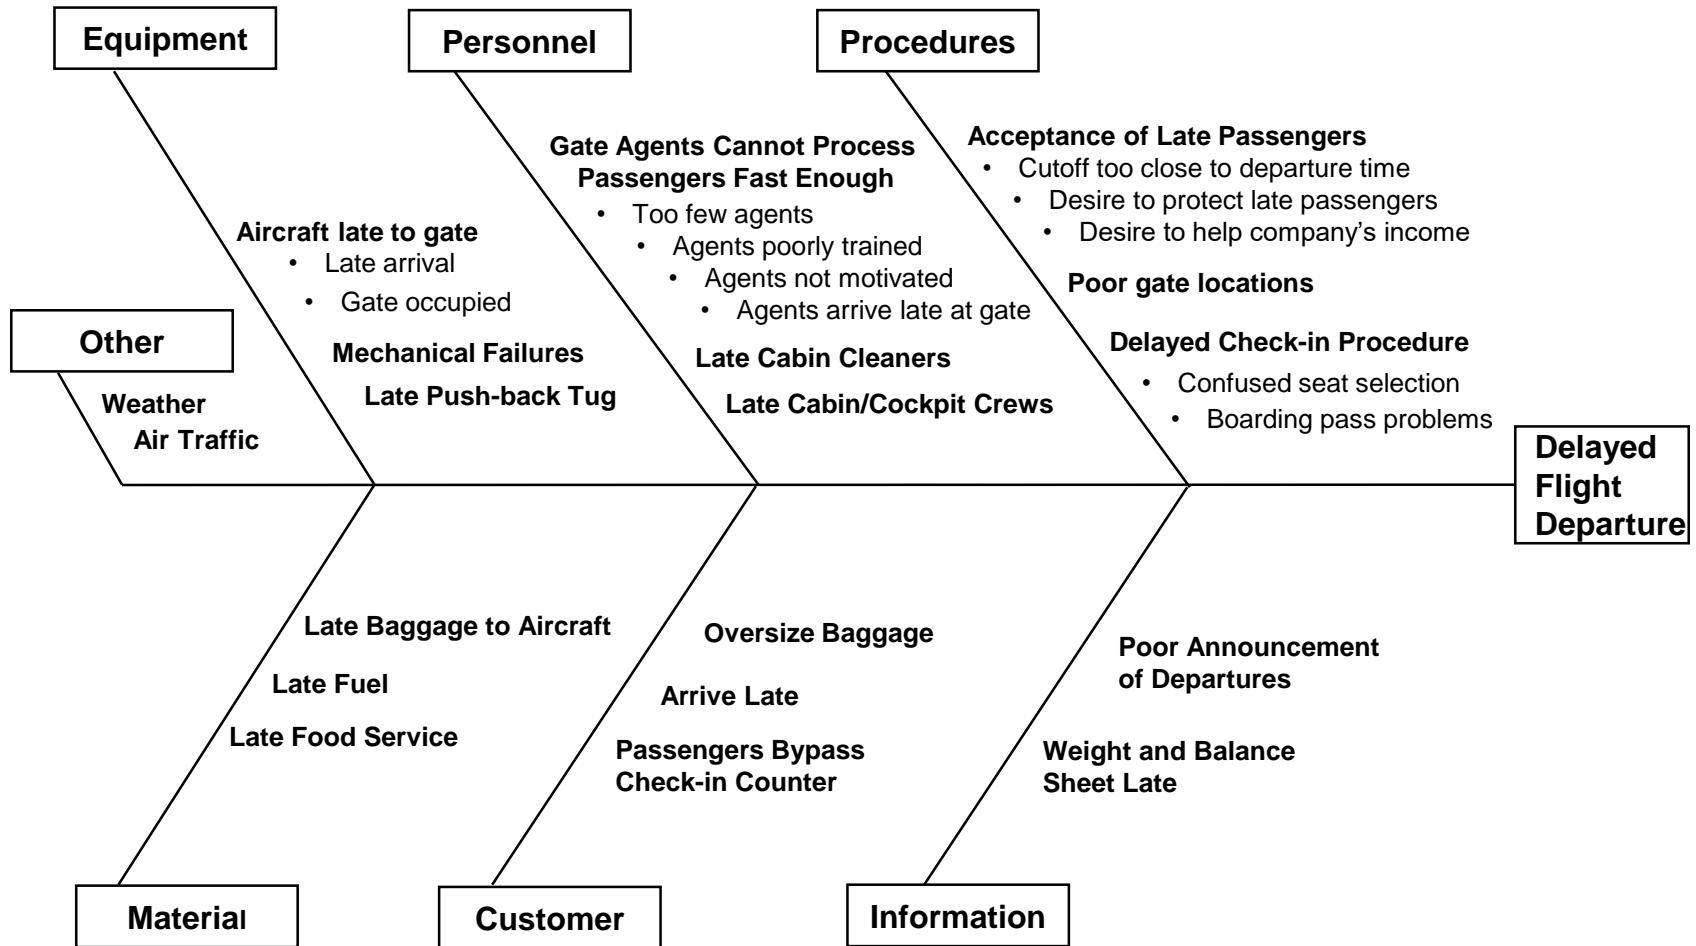 Equipment
Personnel
Procedures
Aircraft late to gate
• Late arrival
• Gate occupied
Mechanical Failures
Late Push-back Tug
Gate Agents Cannot Process
Passengers Fast Enough
• Too few agents
• Agents poorly trained
• Agents not motivated
• Agents arrive late at gate
Late Cabin Cleaners
Late Cabin/Cockpit Crews
Acceptance of Late Passengers
• Cutoff too close to departure time
• Desire to protect late passengers
• Desire to help company’s income
Poor gate locations
Delayed Check-in Procedure
• Confused seat selection
• Boarding pass problems
Other
Weather
Air Traffic
Delayed
Flight
Departure
Late Baggage to Aircraft
Late Fuel
Late Food Service
Oversize Baggage
Arrive Late
Passengers Bypass
Check-in Counter
Poor Announcement
of Departures
Weight and Balance
Sheet Late
Material
Customer
Information